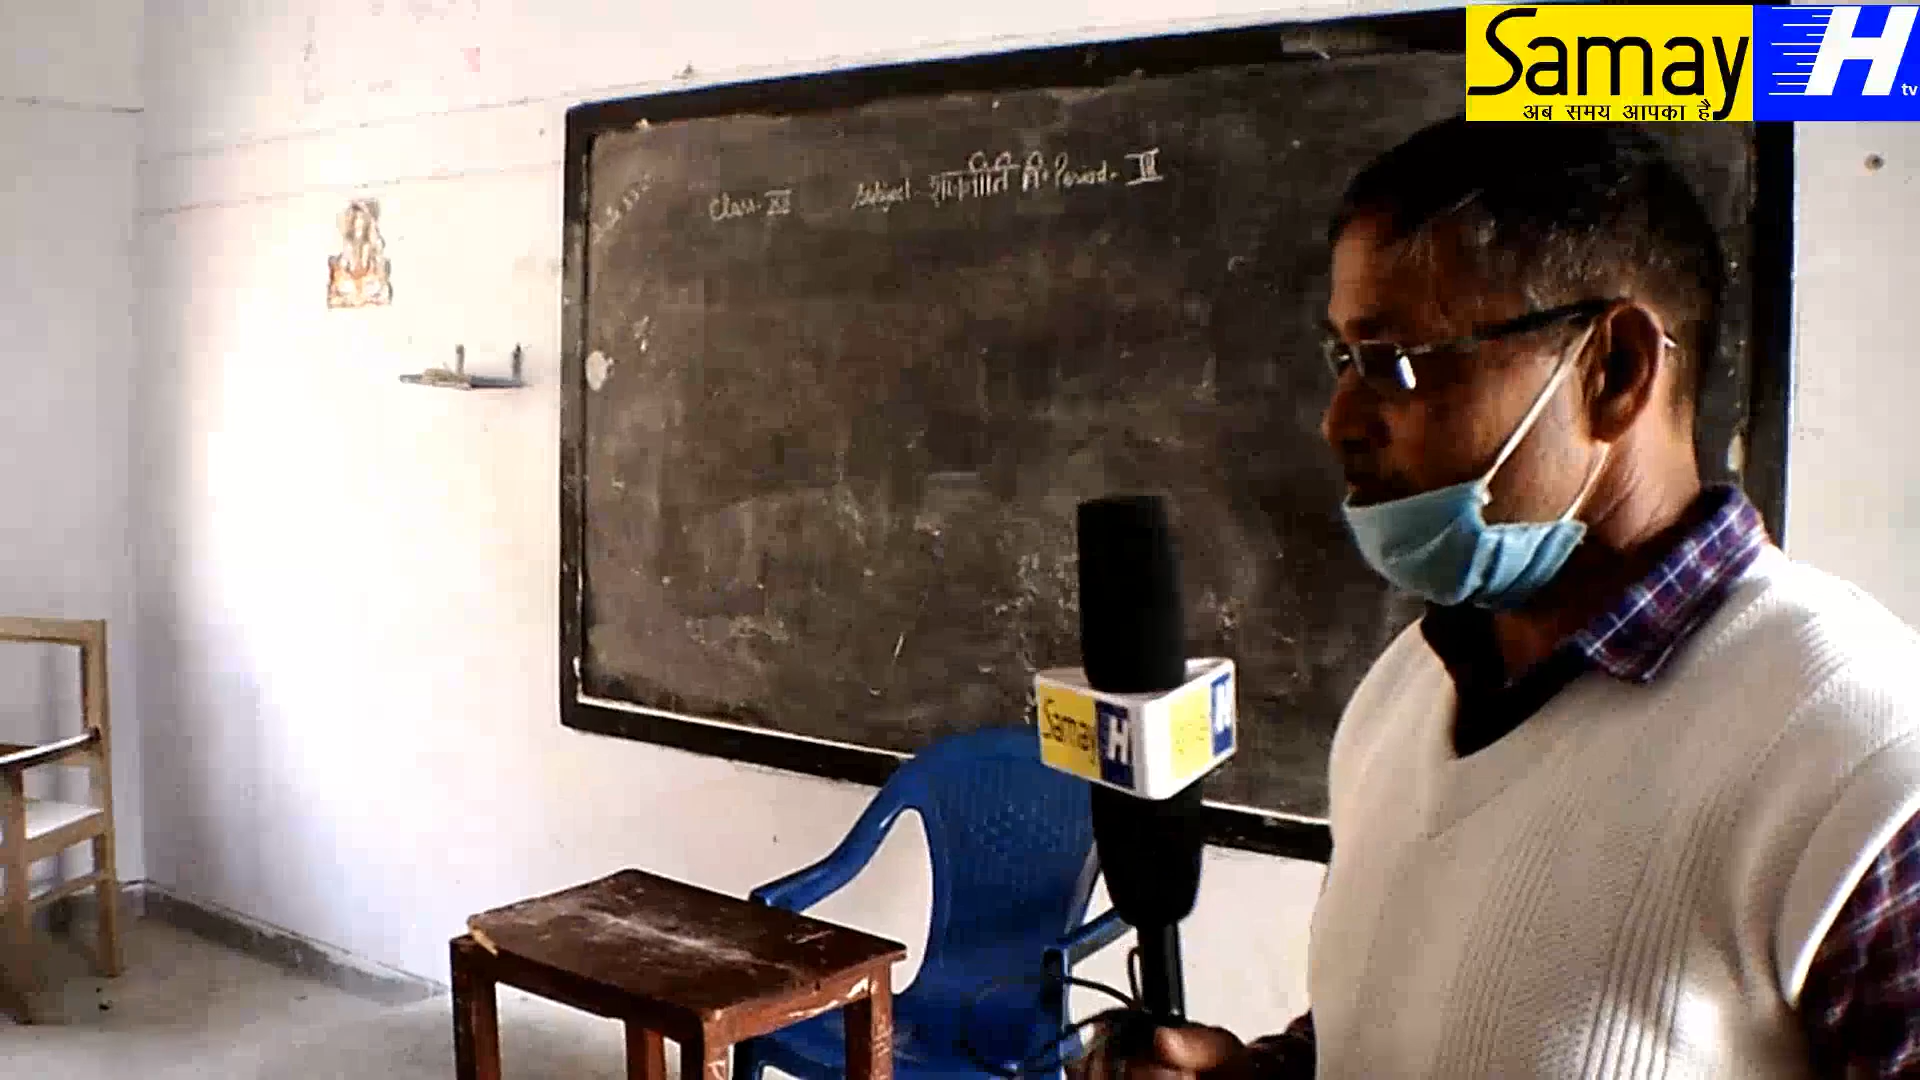 Samay H tv
अब समय आपका है
Class - XII Subject - राजनीति Period - III
Samay H
H